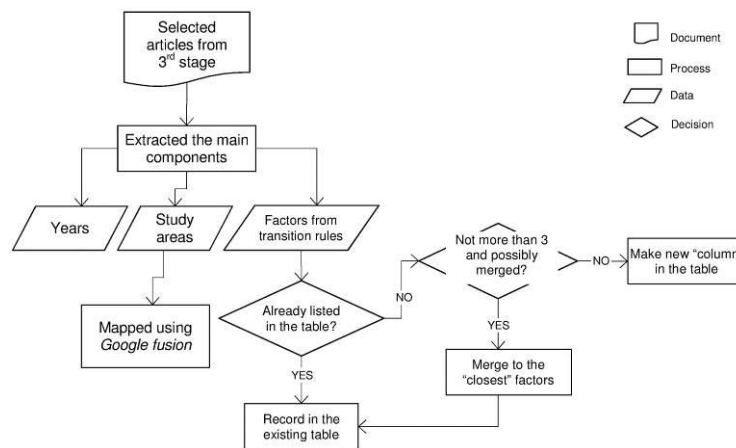 Selected
articles from
3rd stage
Document
Process
Data
Decision
Extracted the main
components
Years
Study
areas
Factors from
transition rules
Not more than 3
and possibly
merged?
NO
Make new “column
in the table
NO
Already listed
in the table?
Mapped using
Google fusion
YES
YES
Merge to the
“closest” factors
Record in the
existing table